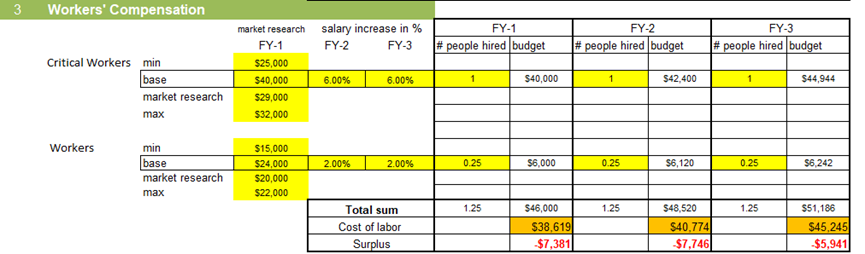 3 Workers' Compensation
market research salary increase in % FY-1 FY-2 FY-3
FY-1 FY-2 FY-3 # people hired budget # people hired budget # people hired budget
Critical Workers min $25,000
base $40,000 6.00% 6.00% 1 $40,000 1 $42,400 1 $44,944
market research $29,000
max $32,000
Workers min $15,000
base $24,000 2.00% 2.00% 0.25 $6,000 0.25 $6,120 0.25 $6,242
market research $20,000
max $22,000
Total sum 1.25 $46,000 1.25 $48,520 1.25 $51,186
Cost of labor $38,619 $40,774 $45,245
Surplus -$7,381 -$7,746 -$5,941